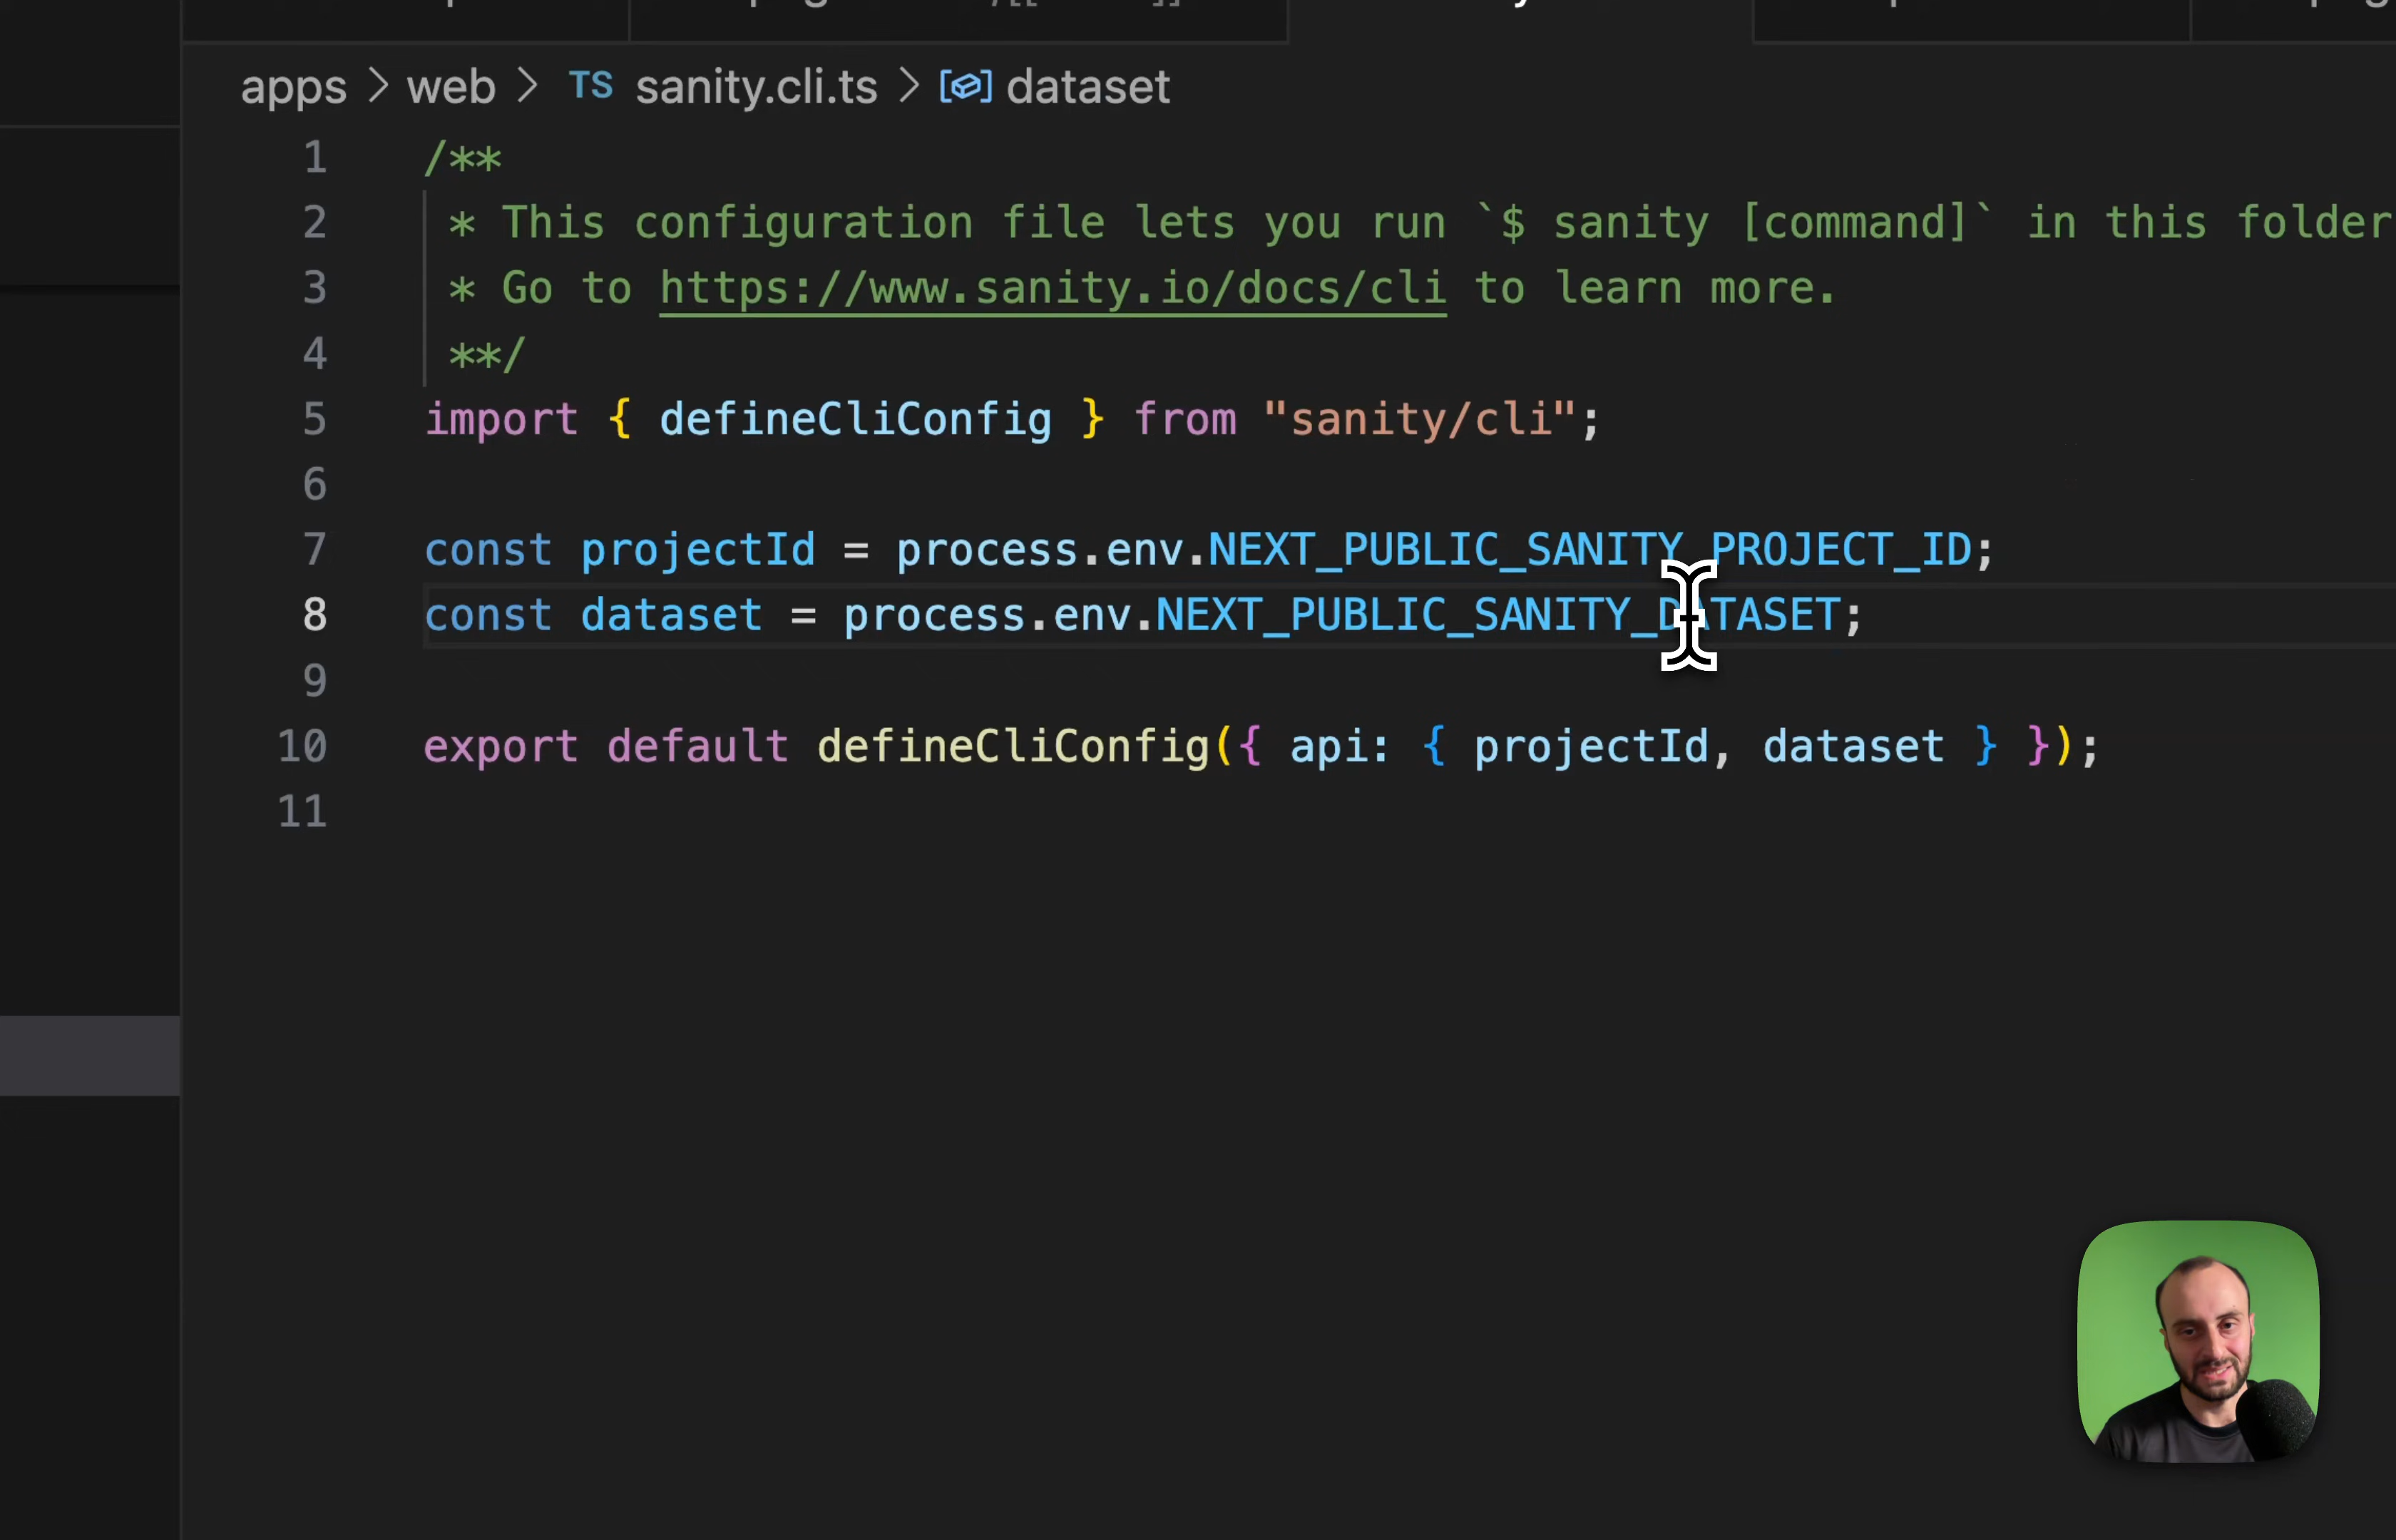 apps > web > TS sanity.cli.ts > dataset
1 /**
2 * This configuration file lets you run `$ sanity [command]` in this folder
3 * Go to https://www.sanity.io/docs/cli to learn more.
4 **/
5 import { defineCliConfig } from "sanity/cli";
6
7 const projectId = process.env.NEXT_PUBLIC_SANITY_PROJECT_ID;
8 const dataset = process.env.NEXT_PUBLIC_SANITY_DATASET;
9
10 export default defineCliConfig({ api: { projectId, dataset } });
11